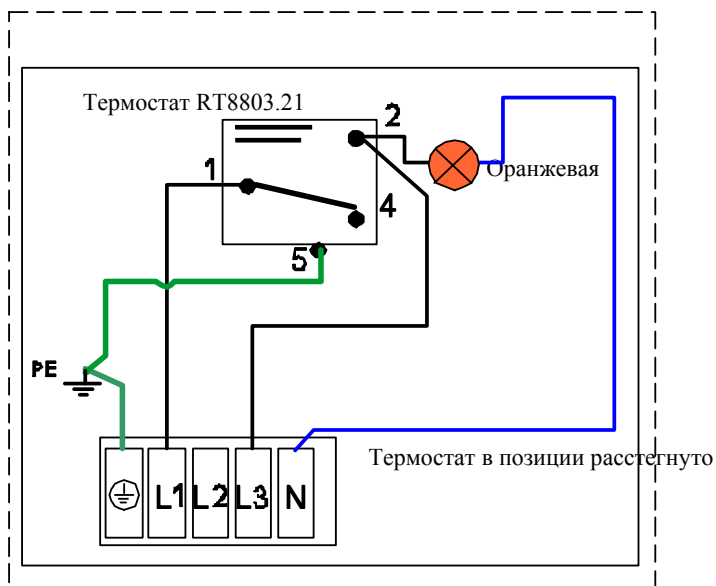 Термостат RT8803.21
2
Оранжевая
1
4
5
PE
Термостат в позиции расстегнуто
L1 L2 L3 N